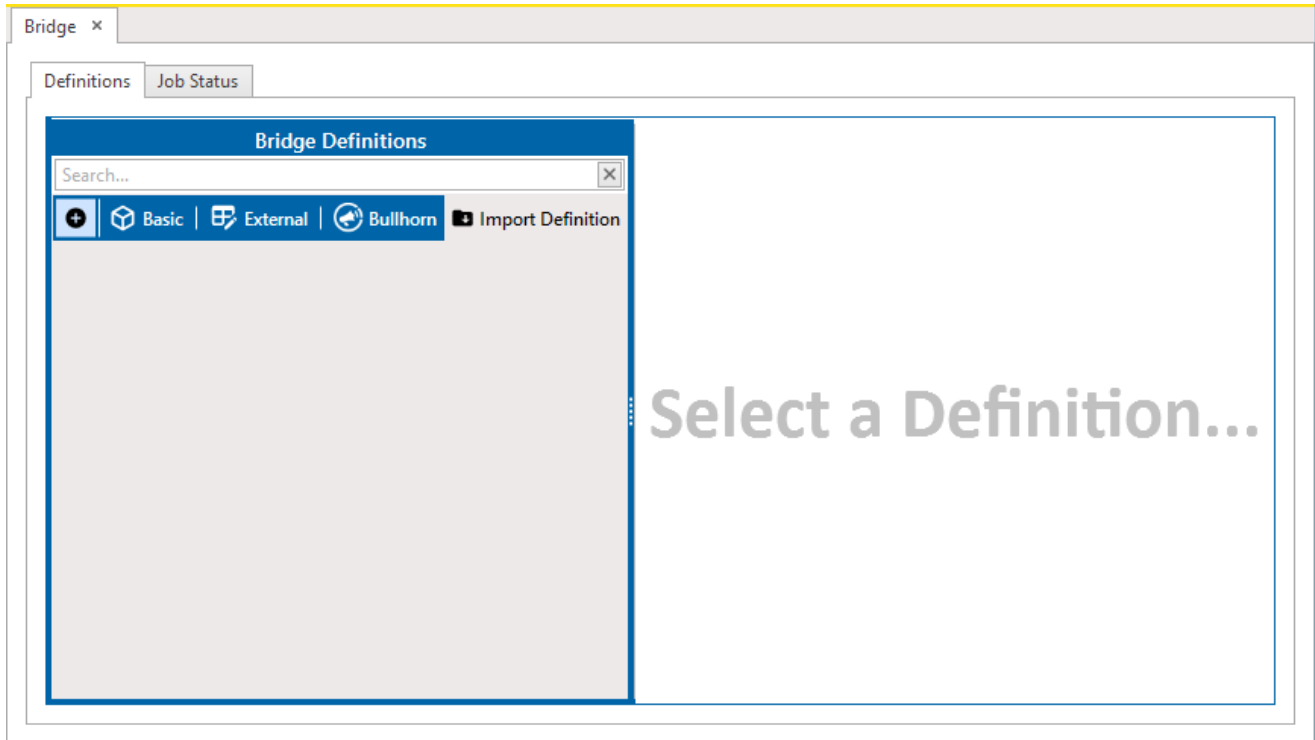 Bridge ×
Definitions Job Status
Bridge Definitions
Search...
Basic | External | Bullhorn Import Definition
Select a Definition...